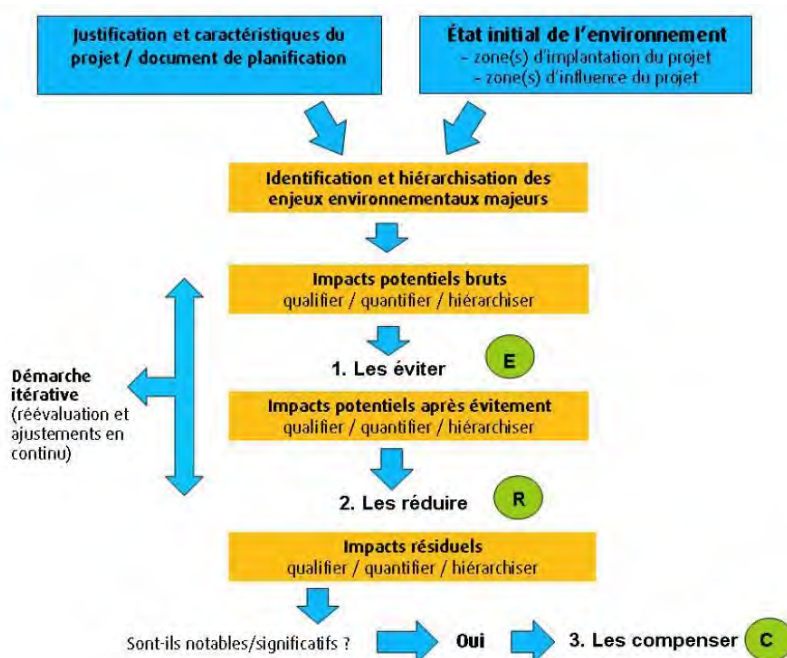 Justification et caractéristiques du
projet / document de planification
État initial de l'environnement
– zone(s) d'implantation du projet
– zone(s) d'influence du projet
Identification et hiérarchisation des
enjeux environnementaux majeurs
Impacts potentiels bruts
qualifier / quantifier / hiérarchiser
1. Les éviter
E
Démarche
itérative
(réévaluation et
ajustements en
continu)
Impacts potentiels après évitement
qualifier / quantifier / hiérarchiser
2. Les réduire
R
Impacts résiduels
qualifier / quantifier / hiérarchiser
Sont-ils notables/significatifs ?
Oui
3. Les compenser
C